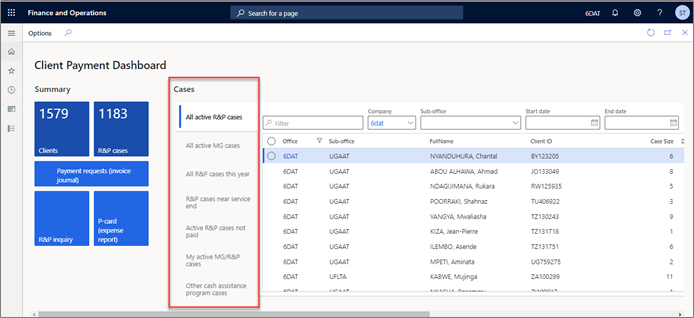 Finance and Operations
Search for a page
6DAT
?
ST
Options
Client Payment Dashboard
Summary
1579
Clients
1183
R&P cases
Payment requests (invoice
journal)
R&P inquiry
P-card
(expense
report)
Cases
All active R&P cases
All active MG cases
All R&P cases this year
R&P cases near service
end
Active R&P cases not
paid
My active MG/R&P
cases
Other cash assistance
program cases
Filter
Company
6dat
Sub-office
Start date
End date
Office Sub-office FullName Client ID Case Size D
6DAT UGAAT NYANDUHURA, Chantal BY123205 6
6DAT UGAAT ABOU ALHAWA, Ahmad JO133049 8
6DAT UGAAT NDAGIJIMANA, Rukara RW125935 5
6DAT UGAAT POORRAKI, Shahnaz TU406922 3
6DAT UGAAT YANGYA, Mwaliasha TZ130243 9
6DAT UGAAT KIZA, Jean-Pierre TZ131718 6
6DAT UGAAT ILEMBO, Asende TZ131751 6
6DAT UGAAT MPETI, Aminata UG759275 2
6DAT UFLTA KABWE, Mujinga ZA100299 11